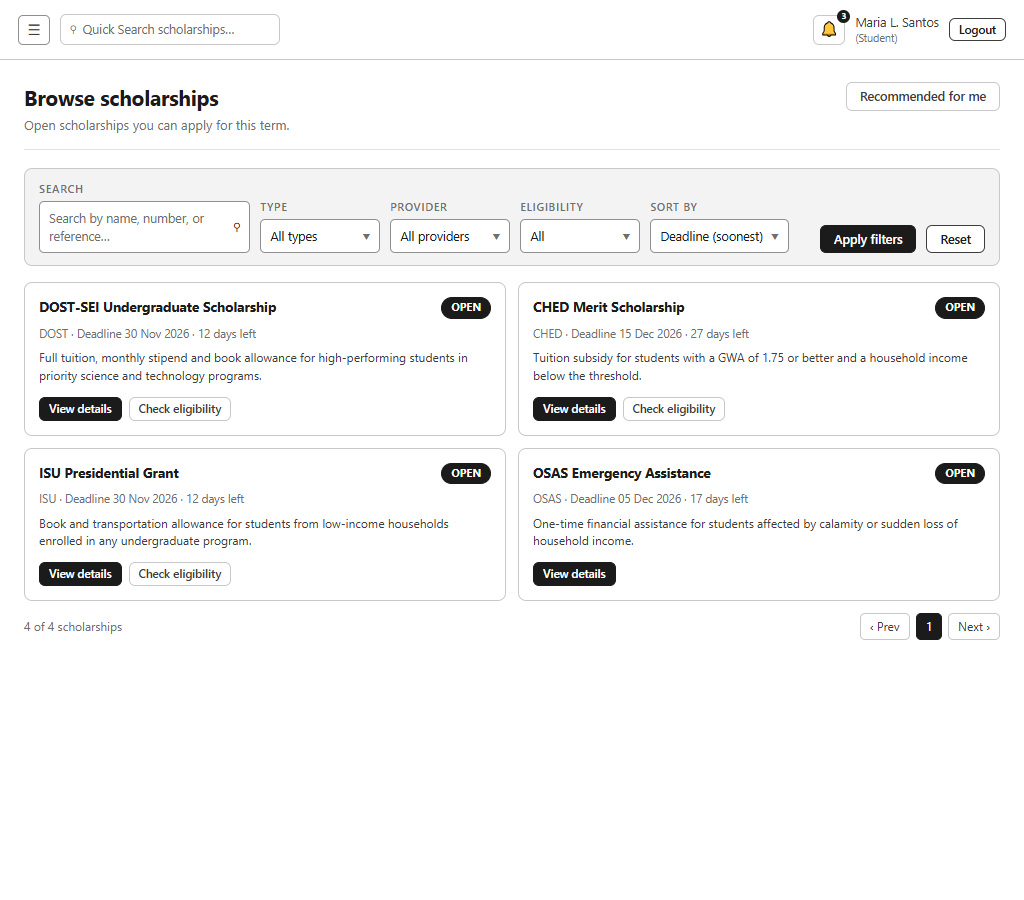 ☰
Quick Search scholarships...
3
Maria L. Santos
(Student)
Logout
Browse scholarships
Recommended for me
Open scholarships you can apply for this term.
SEARCH
Search by name, number, or
reference...
TYPE
All types
PROVIDER
All providers
ELIGIBILITY
All
SORT BY
Deadline (soonest)
Apply filters
Reset
DOST-SEI Undergraduate Scholarship
OPEN
DOST · Deadline 30 Nov 2026 · 12 days left
Full tuition, monthly stipend and book allowance for high-performing students in
priority science and technology programs.
View details
Check eligibility
CHED Merit Scholarship
OPEN
CHED · Deadline 15 Dec 2026 · 27 days left
Tuition subsidy for students with a GWA of 1.75 or better and a household income
below the threshold.
View details
Check eligibility
ISU Presidential Grant
OPEN
ISU · Deadline 30 Nov 2026 · 12 days left
Book and transportation allowance for students from low-income households
enrolled in any undergraduate program.
View details
Check eligibility
OSAS Emergency Assistance
OPEN
OSAS · Deadline 05 Dec 2026 · 17 days left
One-time financial assistance for students affected by calamity or sudden loss of
household income.
View details
4 of 4 scholarships
‹ Prev
1
Next ›